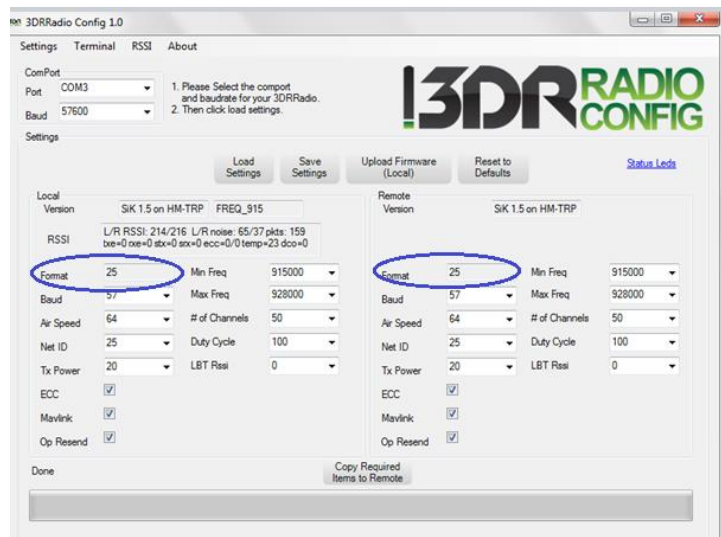 3DRRadio Config 1.0
Settings Terminal RSSI About
ComPort
Port COM3
Baud 57600
1. Please Select the comport
and baudrate for your 3DRRadio.
2. Then click load settings.
!3DR RADIO CONFIG
Settings
Load Settings
Save Settings
Upload Firmware (Local)
Reset to Defaults
Status Leds
Local
Version SiK 1.5 on HM-TRP FREQ_915
RSSI
L/R RSSI: 214/216 L/R noise: 65/37 pkts: 159
txe=0 rxe=0 stx=0 srx=0 ecc=0/0 temp=23 dco=0
Format 25 Min Freq 915000
Baud 57 Max Freq 928000
Air Speed 64 # of Channels 50
Net ID 25 Duty Cycle 100
Tx Power 20 LBT Rssi 0
ECC
Mavlink
Op Resend
Remote
Version SiK 1.5 on HM-TRP
Format 25 Min Freq 915000
Baud 57 Max Freq 928000
Air Speed 64 # of Channels 50
Net ID 25 Duty Cycle 100
Tx Power 20 LBT Rssi 0
ECC
Mavlink
Op Resend
Done
Copy Required
Items to Remote